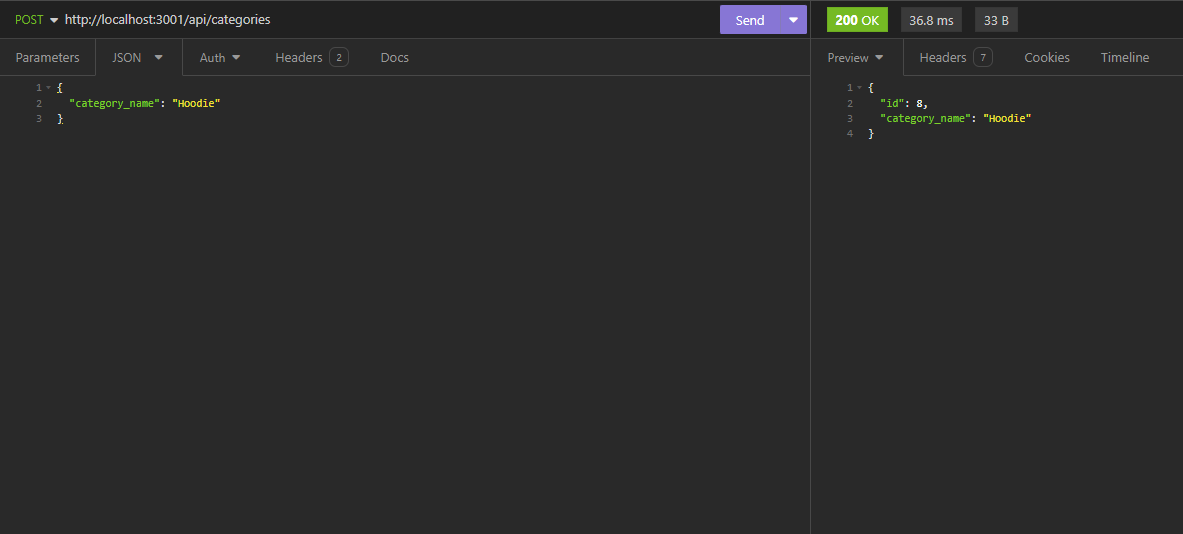 POST http://localhost:3001/api/categories Send 200 OK 36.8 ms 33 B
Parameters JSON Auth Headers 2 Docs Preview Headers 7 Cookies Timeline
1 {
2 "category_name": "Hoodie"
3 }
1 {
2 "id": 8,
3 "category_name": "Hoodie"
4 }